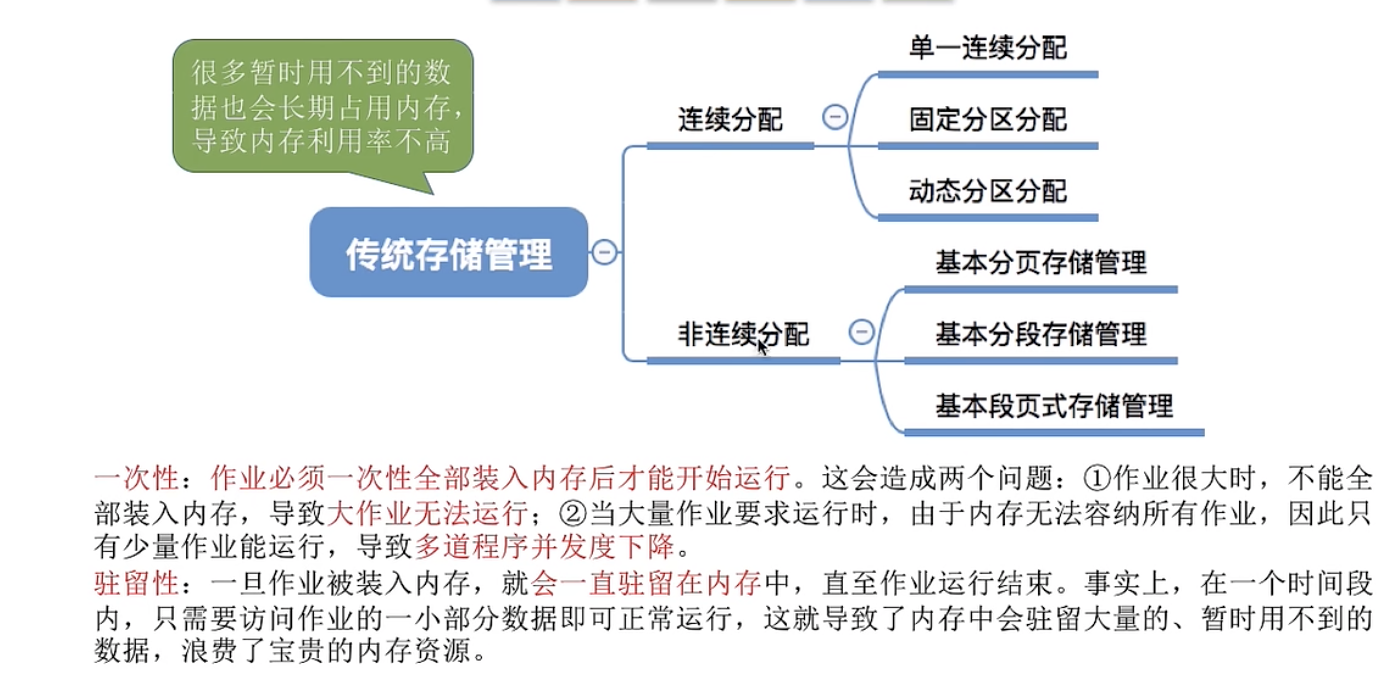 很多暂时用不到的数
据也会长期占用内存，
导致内存利用率不高
传统存储管理
连续分配
单一连续分配
固定分区分配
动态分区分配
非连续分配
基本分页存储管理
基本分段存储管理
基本段页式存储管理
一次性：作业必须一次性全部装入内存后才能开始运行。这会造成两个问题：①作业很大时，不能全
部装入内存，导致大作业无法运行；②当大量作业要求运行时，由于内存无法容纳所有作业，因此只
有少量作业能运行，导致多道程序并发度下降。
驻留性：一旦作业被装入内存，就会一直驻留在内存中，直至作业运行结束。事实上，在一个时间段
内，只需要访问作业的一小部分数据即可正常运行，这就导致了内存中会驻留大量的、暂时用不到的
数据，浪费了宝贵的内存资源。